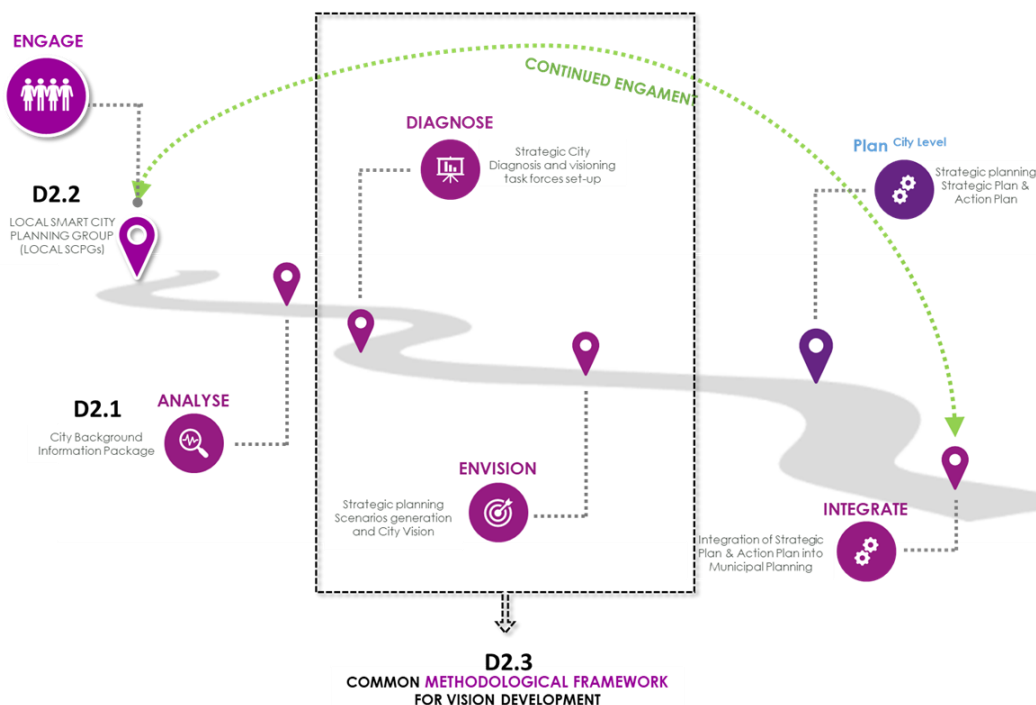 ENGAGE
D2.2
LOCAL SMART CITY
PLANNING GROUP
(LOCAL SCPGs)
CONTINUED ENGAMENT
DIAGNOSE
Strategic City
Diagnosis and visioning
task forces set-up
Plan City Level
Strategic planning
Strategic Plan &
Action Plan
D2.1
ANALYSE
City Background
Information Package
ENVISION
Strategic planning
Scenarios generation
and City Vision
INTEGRATE
Integration of Strategic
Plan & Action Plan into
Municipal Planning
D2.3
COMMON METHODOLOGICAL FRAMEWORK
FOR VISION DEVELOPMENT